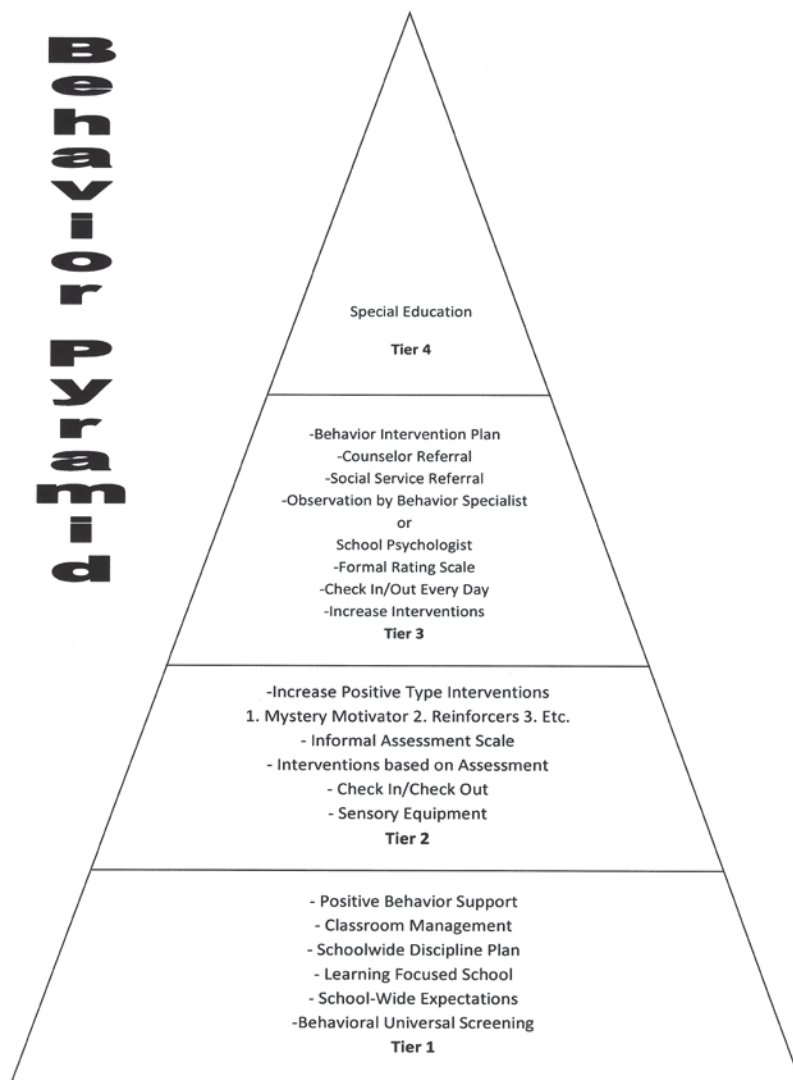 Behavior Pyramid
Special Education
Tier 4
-Behavior Intervention Plan
-Counselor Referral
-Social Service Referral
-Observation by Behavior Specialist
or
School Psychologist
-Formal Rating Scale
-Check In/Out Every Day
-Increase Interventions
Tier 3
-Increase Positive Type Interventions
1. Mystery Motivator 2. Reinforcers 3. Etc.
- Informal Assessment Scale
- Interventions based on Assessment
- Check In/Check Out
- Sensory Equipment
Tier 2
- Positive Behavior Support
- Classroom Management
- Schoolwide Discipline Plan
- Learning Focused School
- School-Wide Expectations
-Behavioral Universal Screening
Tier 1